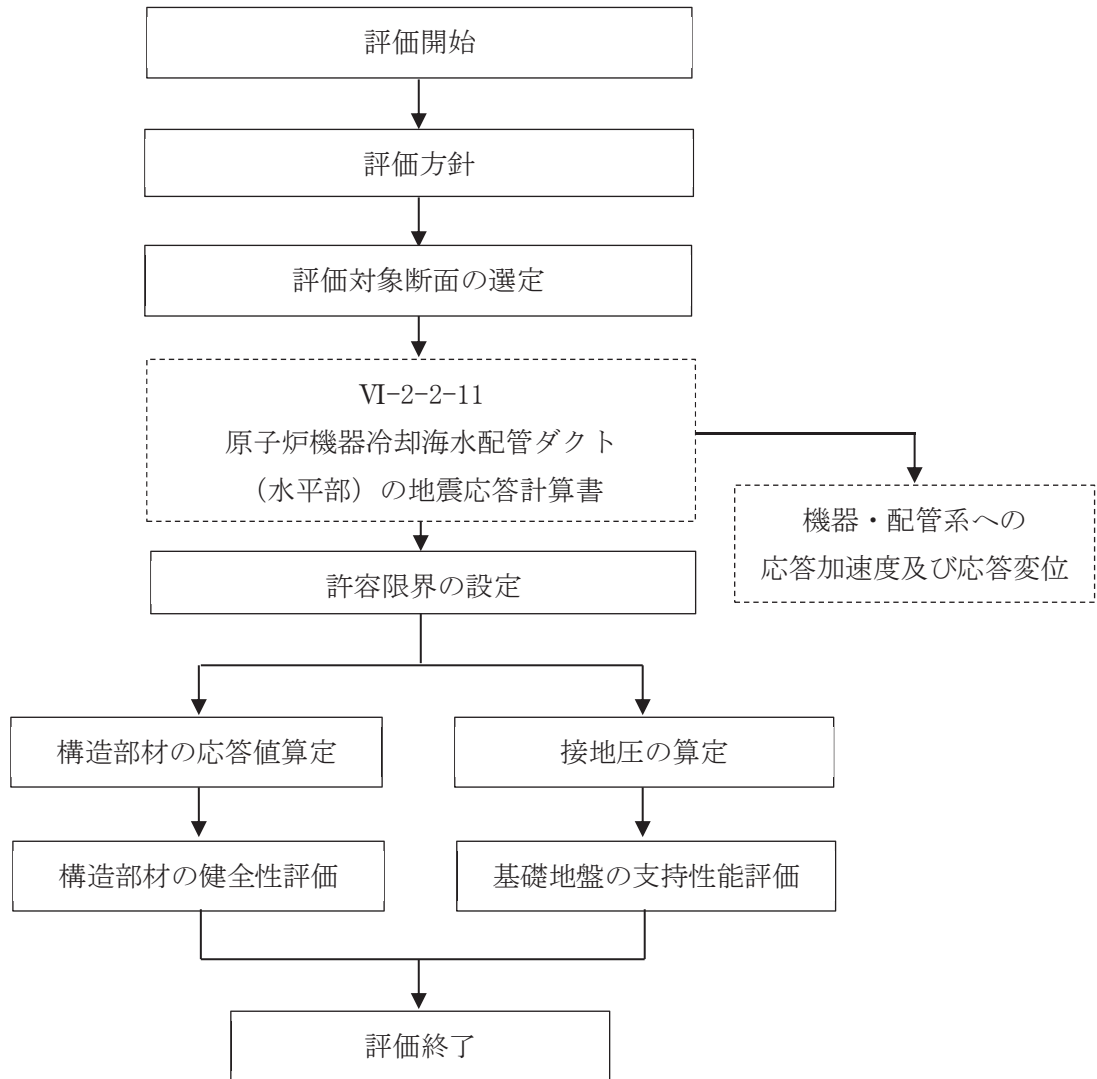 評価開始
評価方針
評価対象断面の選定
Ⅵ-2-2-11
原子炉機器冷却海水配管ダクト
（水平部）の地震応答計算書
機器・配管系への
応答加速度及び応答変位
許容限界の設定
構造部材の応答値算定
接地圧の算定
構造部材の健全性評価
基礎地盤の支持性能評価
評価終了